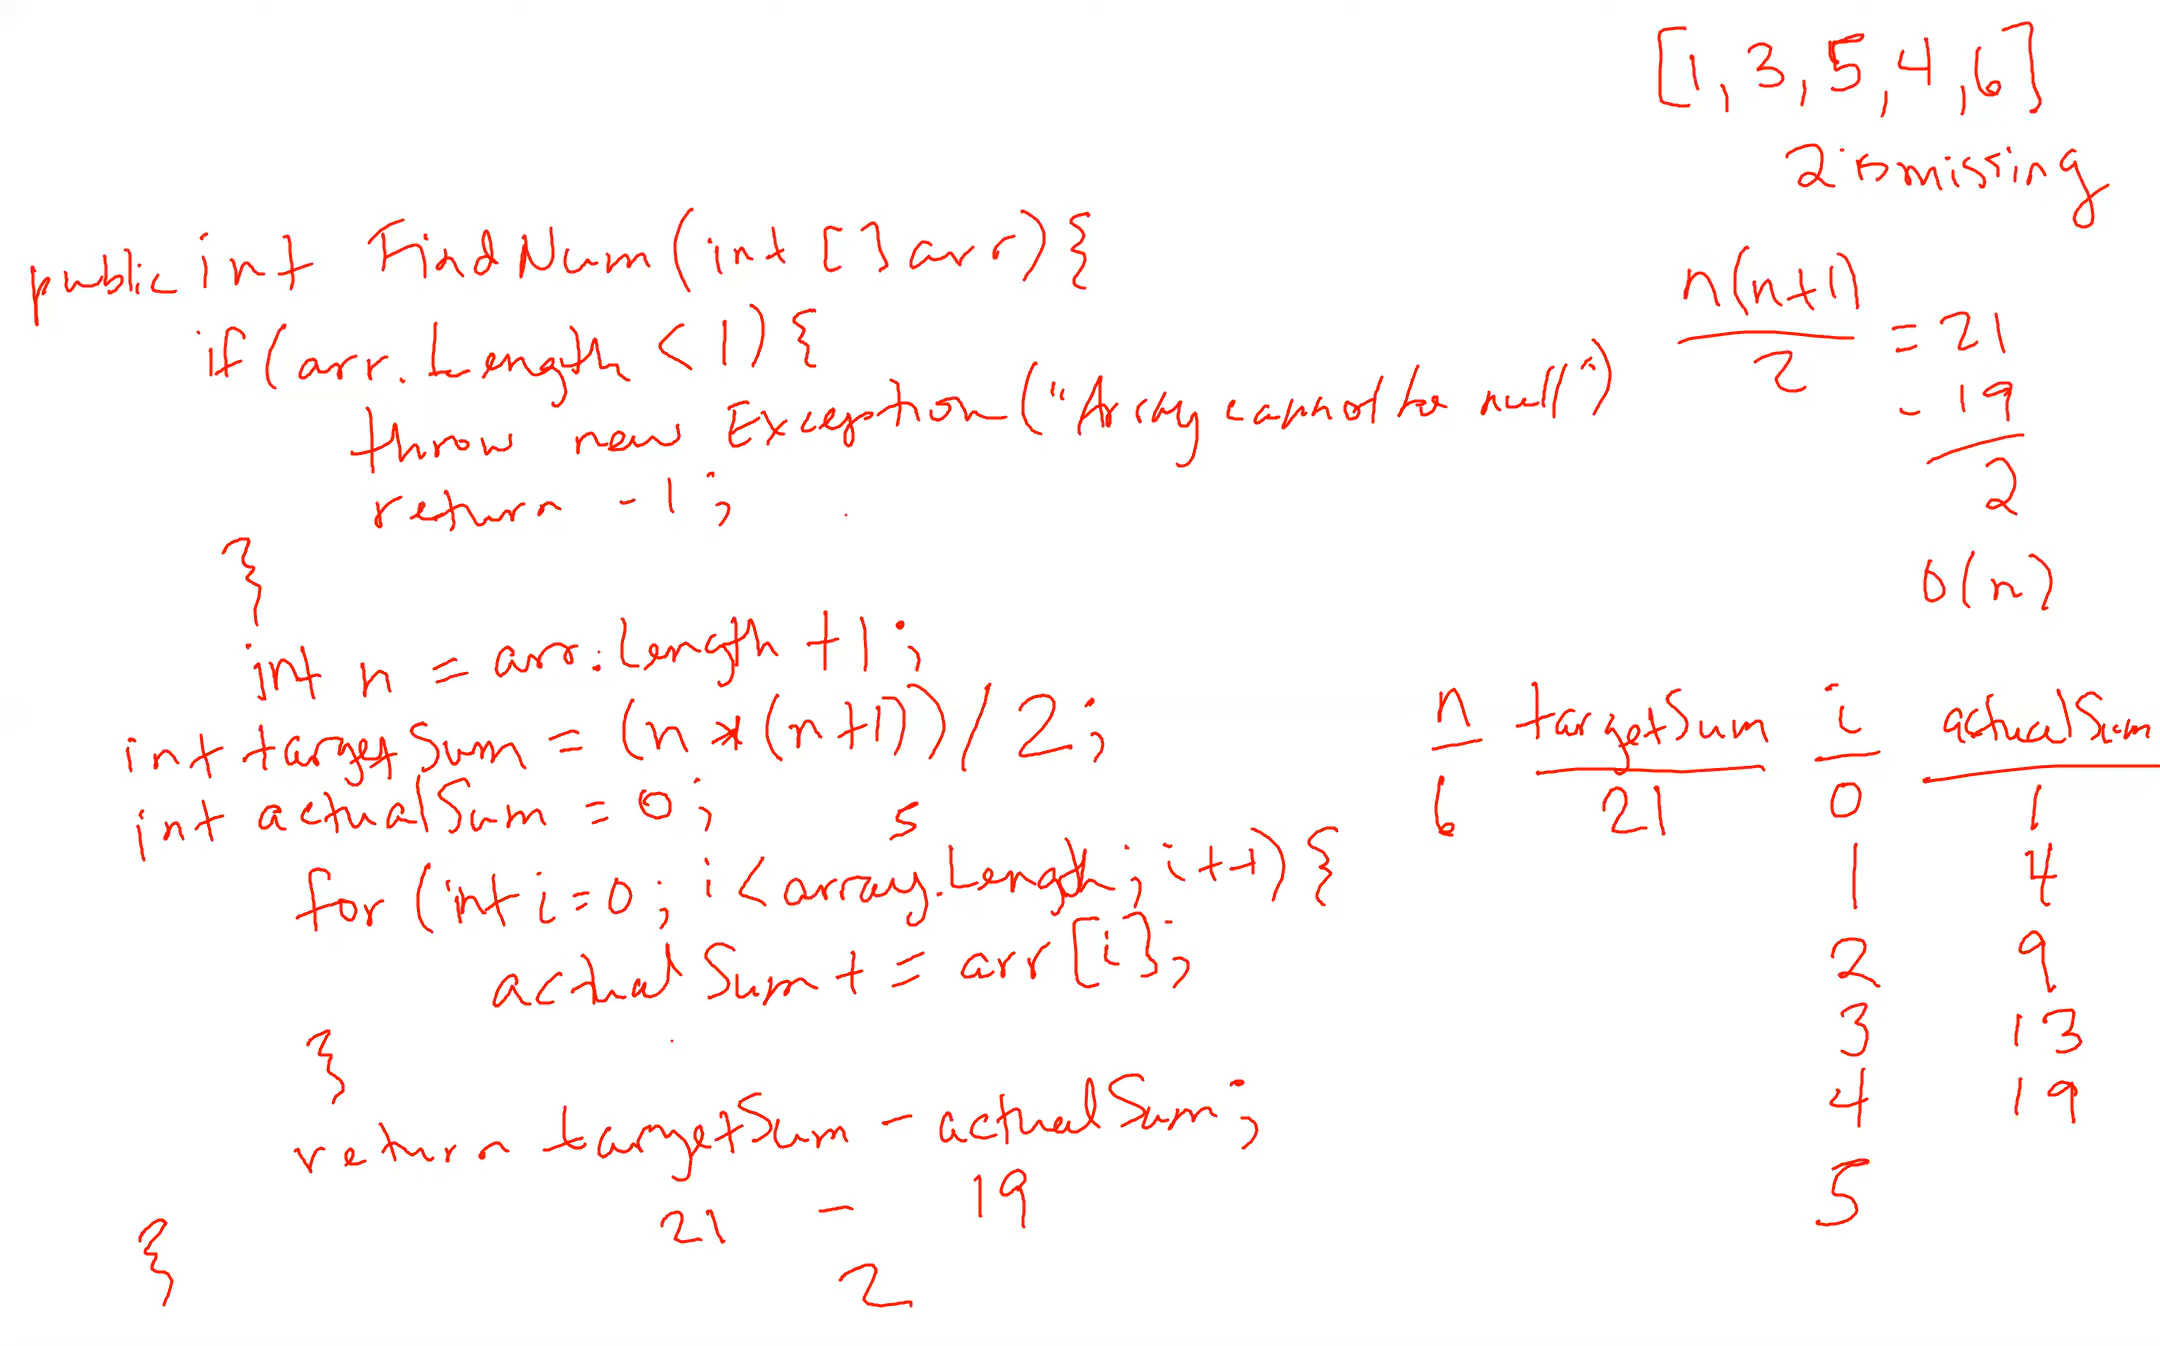 [1, 3, 5, 4, 6]
2 is missing
public int FindNum(int [] arr) {
if (arr. Length < 1) {
throw new Exception ("Array cannot be null")
return -1;
}
int n = arr.Length + 1;
int targetSum = (n * (n+1)) / 2;
int actualSum = 0;
5
for (int i=0; i < array.Length; i++) {
actualSum += arr [i];
}
return targetSum - actualSum;
21 - 19
2
}
n(n+1)
2
= 21
- 19
2
O(n)
n targetSum i actualSum
6 21 0 1
1 4
2 9
3 13
4 19
5